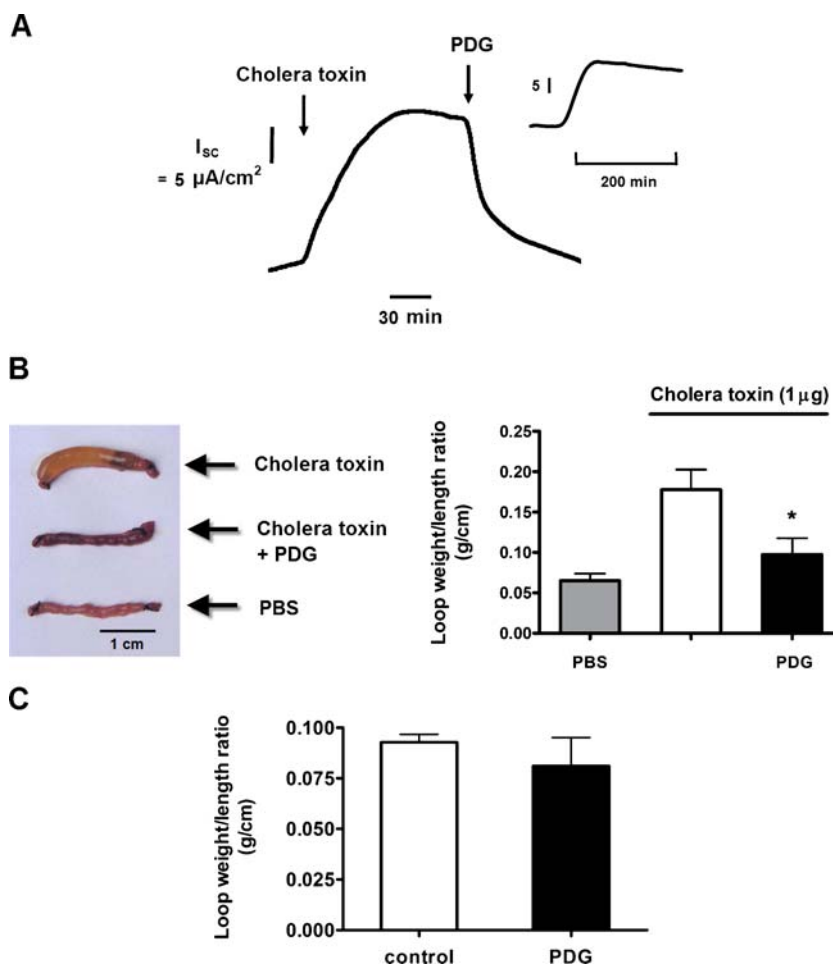 A
Cholera toxin
PDG
I_SC
= 5 µA/cm²
30 min
5
200 min
B
Cholera toxin
Cholera toxin
+ PDG
PBS
1 cm
Cholera toxin (1 µg)
Loop weight/length ratio
(g/cm)
0.25
0.20
0.15
0.10
0.05
0.00
*
PBS
PDG
C
Loop weight/length ratio
(g/cm)
0.100
0.075
0.050
0.025
0.000
control
PDG